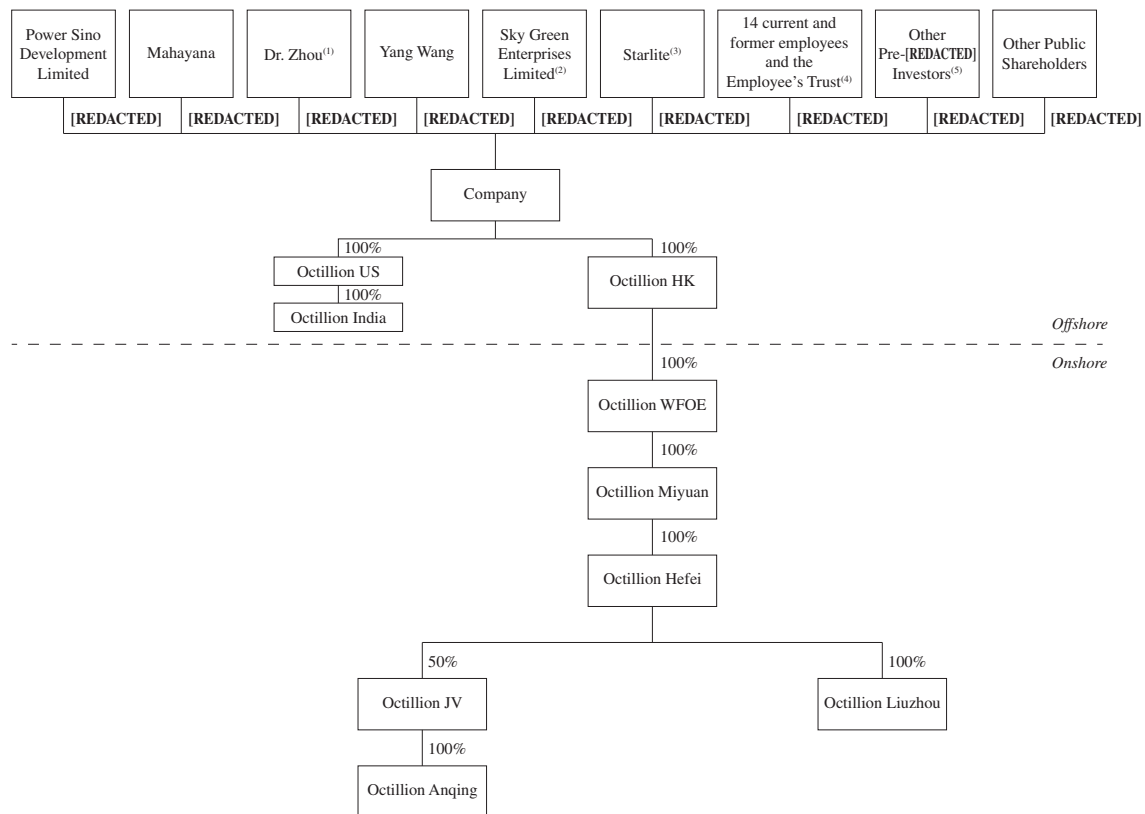 Power Sino
Development
Limited
Mahayana
Dr. Zhou(1)
Yang Wang
Sky Green
Enterprises
Limited(2)
Starlite(3)
14 current and
former employees
and the
Employee's Trust(4)
Other
Pre-[REDACTED]
Investors(5)
Other Public
Shareholders
[REDACTED] [REDACTED] [REDACTED] [REDACTED] [REDACTED] [REDACTED] [REDACTED] [REDACTED] [REDACTED]
Company
100% 100%
Octillion US
Octillion HK
100%
Octillion India
Offshore
Onshore
100%
Octillion WFOE
100%
Octillion Miyuan
100%
Octillion Hefei
50% 100%
Octillion JV Octillion Liuzhou
100%
Octillion Anqing